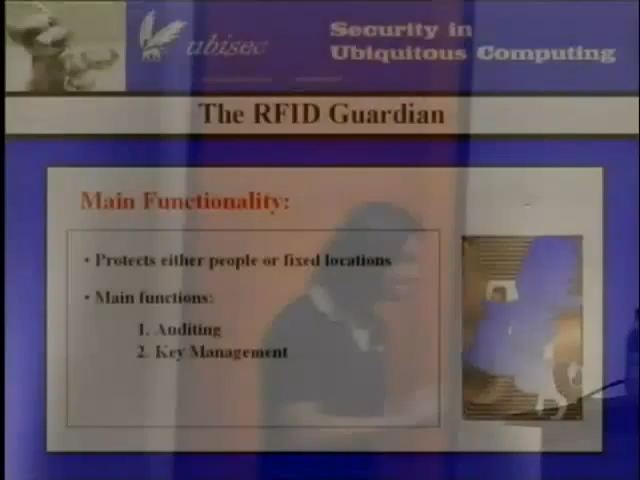 ubisec
Security in
Ubiquitous Computing
The RFID Guardian
Main Functionality:
• Protects either people or fixed locations
• Main functions:
1. Auditing
2. Key Management